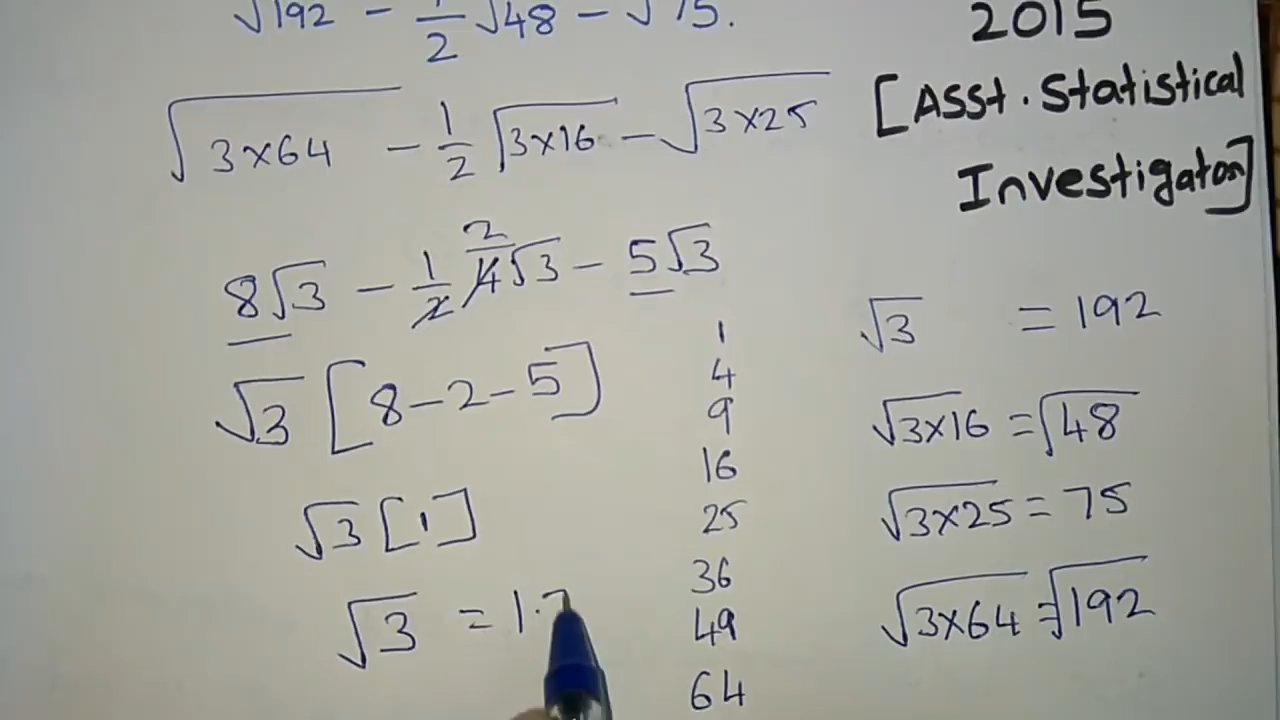 √192 - 1/2 √48 - √75.
√3×64 - 1/2 √3×16 - √3×25
8√3 - 1/2 4√3 - 5√3
2
√3 [8-2-5]
√3 [1]
√3 = 1.7
1
4
9
16
25
36
49
64
2015
[Asst. Statistical
Investigator]
√3 = 192
√3×16 = √48
√3×25 = 75
√3×64 = √192